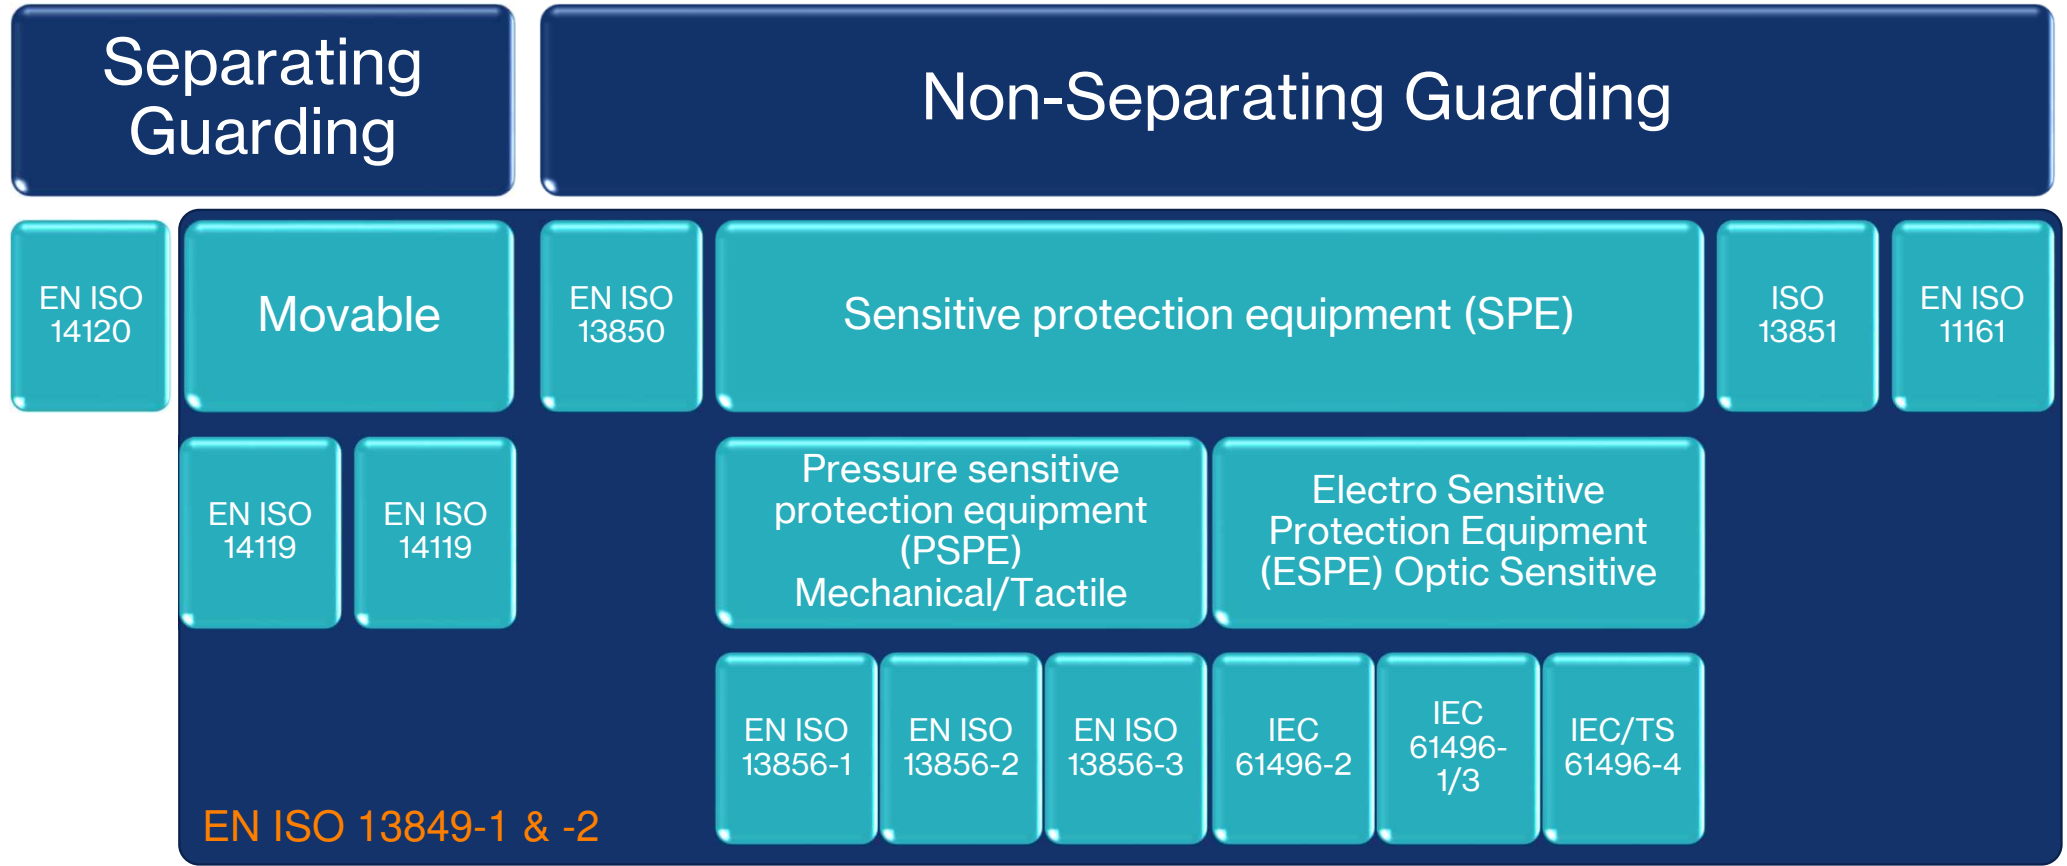 Separating
Guarding
Non-Separating Guarding
EN ISO
14120
Movable
EN ISO
13850
Sensitive protection equipment (SPE)
ISO
13851
EN ISO
11161
EN ISO
14119
EN ISO
14119
Pressure sensitive
protection equipment
(PSPE)
Mechanical/Tactile
Electro Sensitive
Protection Equipment
(ESPE) Optic Sensitive
EN ISO
13856-1
EN ISO
13856-2
EN ISO
13856-3
IEC
61496-2
IEC
61496-
1/3
IEC/TS
61496-4
EN ISO 13849-1 & -2